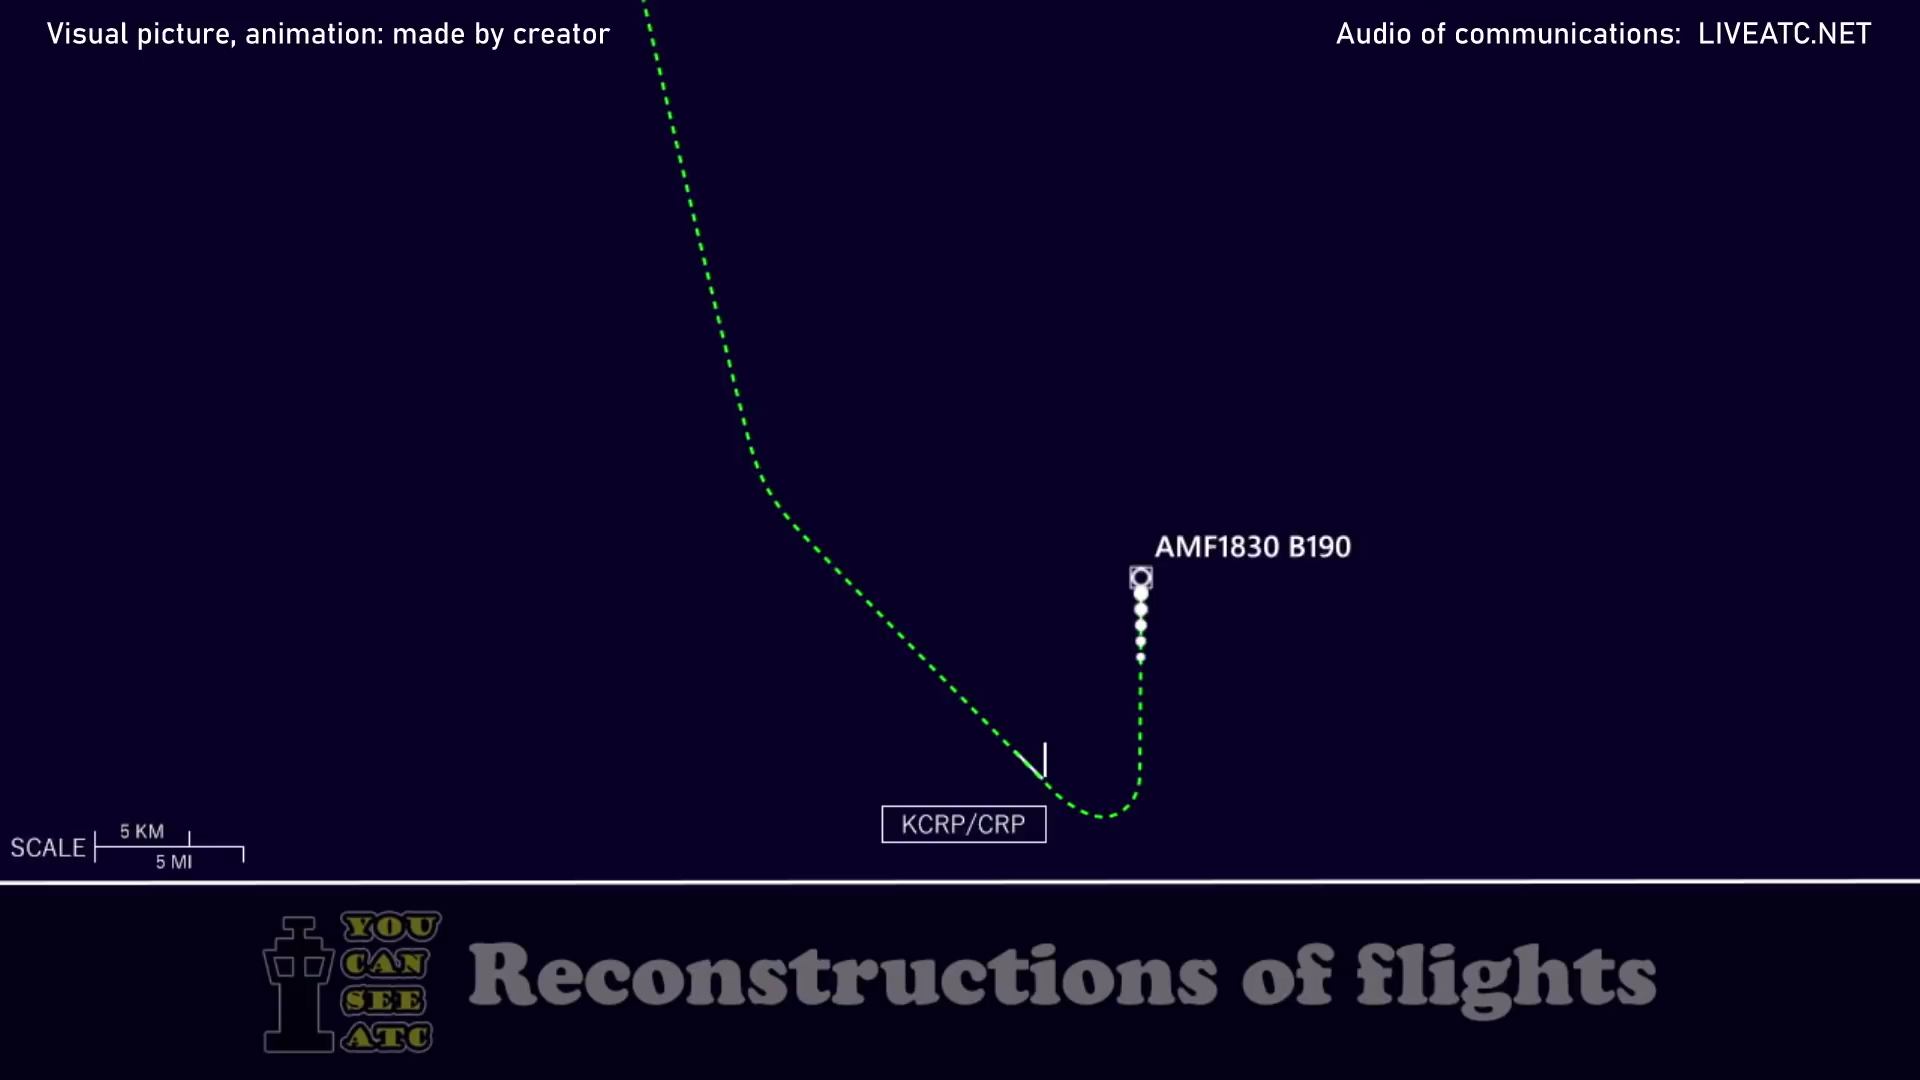 Visual picture, animation: made by creator
Audio of communications: LIVEATC.NET
AMF1830 B190
KCRP/CRP
5 KM
SCALE
5 MI
YOU
CAN
SEE
ATC
Reconstructions of flights